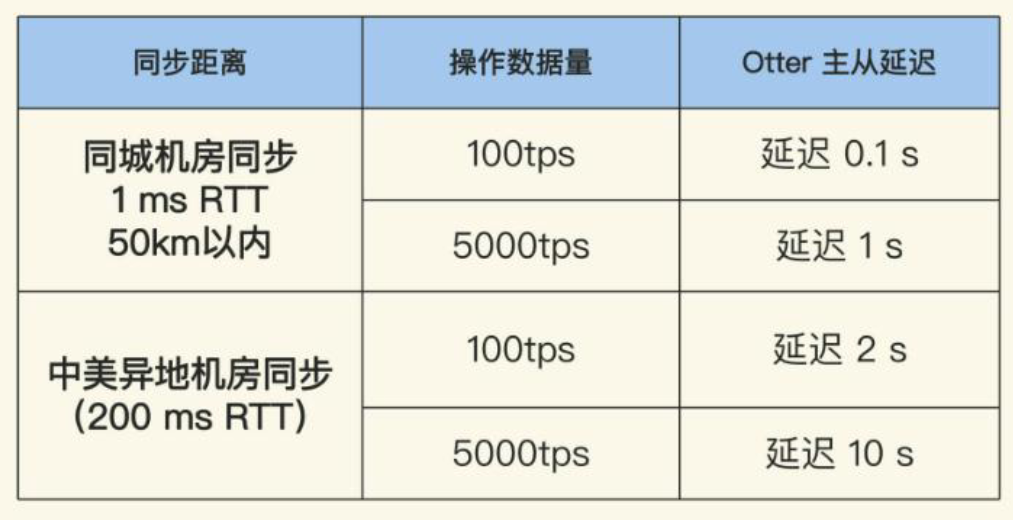 同步距离
操作数据量
Otter 主从延迟
同城机房同步
1 ms RTT
50km以内
100tps
延迟 0.1 s
5000tps
延迟 1 s
中美异地机房同步
(200 ms RTT)
100tps
延迟 2 s
5000tps
延迟 10 s